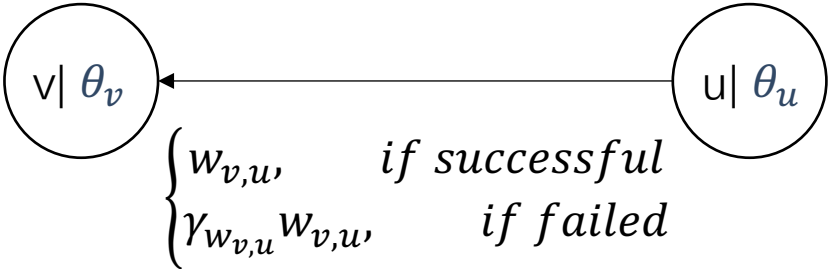 v| θ_v
u| θ_u
w_{v,u}, if successful
γ_{w_{v,u}} w_{v,u}, if failed